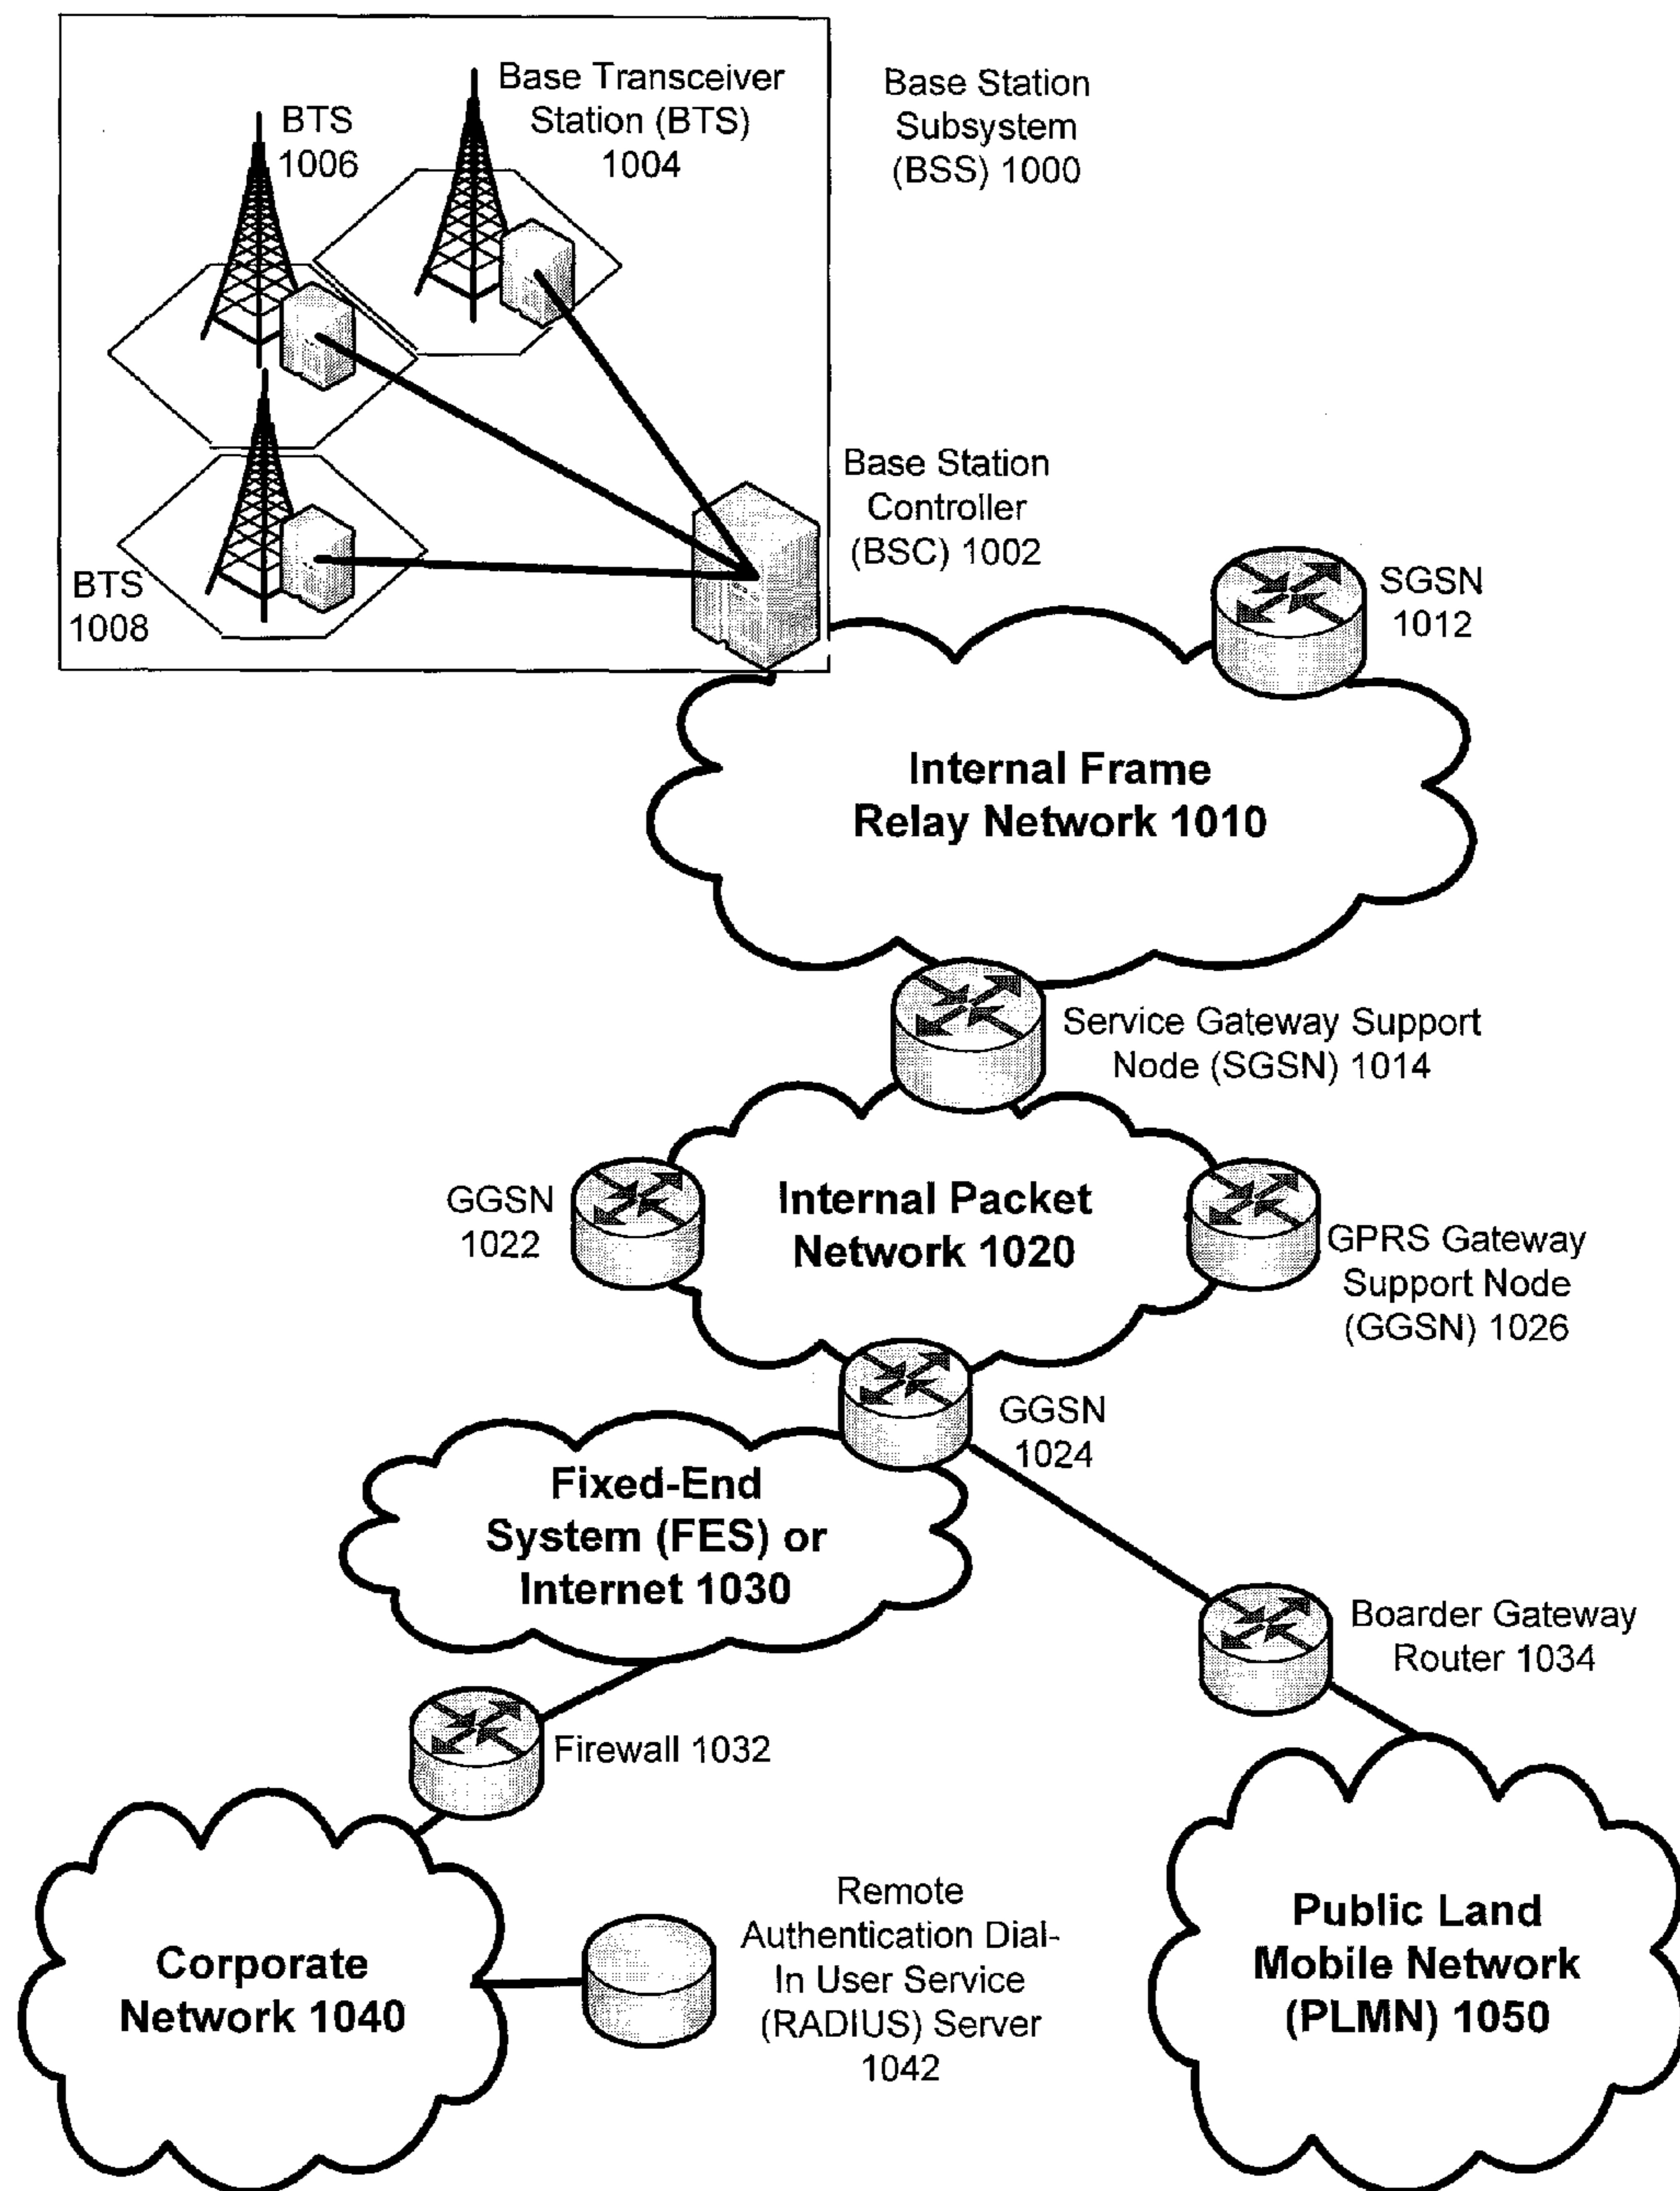 Base Transceiver
Station (BTS)
1004
BTS
1006
Base Station
Subsystem
(BSS) 1000
Base Station
Controller
(BSC) 1002
BTS
1008
SGSN
1012
Internal Frame
Relay Network 1010
Service Gateway Support
Node (SGSN) 1014
GGSN
1022
Internal Packet
Network 1020
GPRS Gateway
Support Node
(GGSN) 1026
GGSN
1024
Fixed-End
System (FES) or
Internet 1030
Boarder Gateway
Router 1034
Firewall 1032
Remote
Authentication Dial-
In User Service
(RADIUS) Server
1042
Corporate
Network 1040
Public Land
Mobile Network
(PLMN) 1050